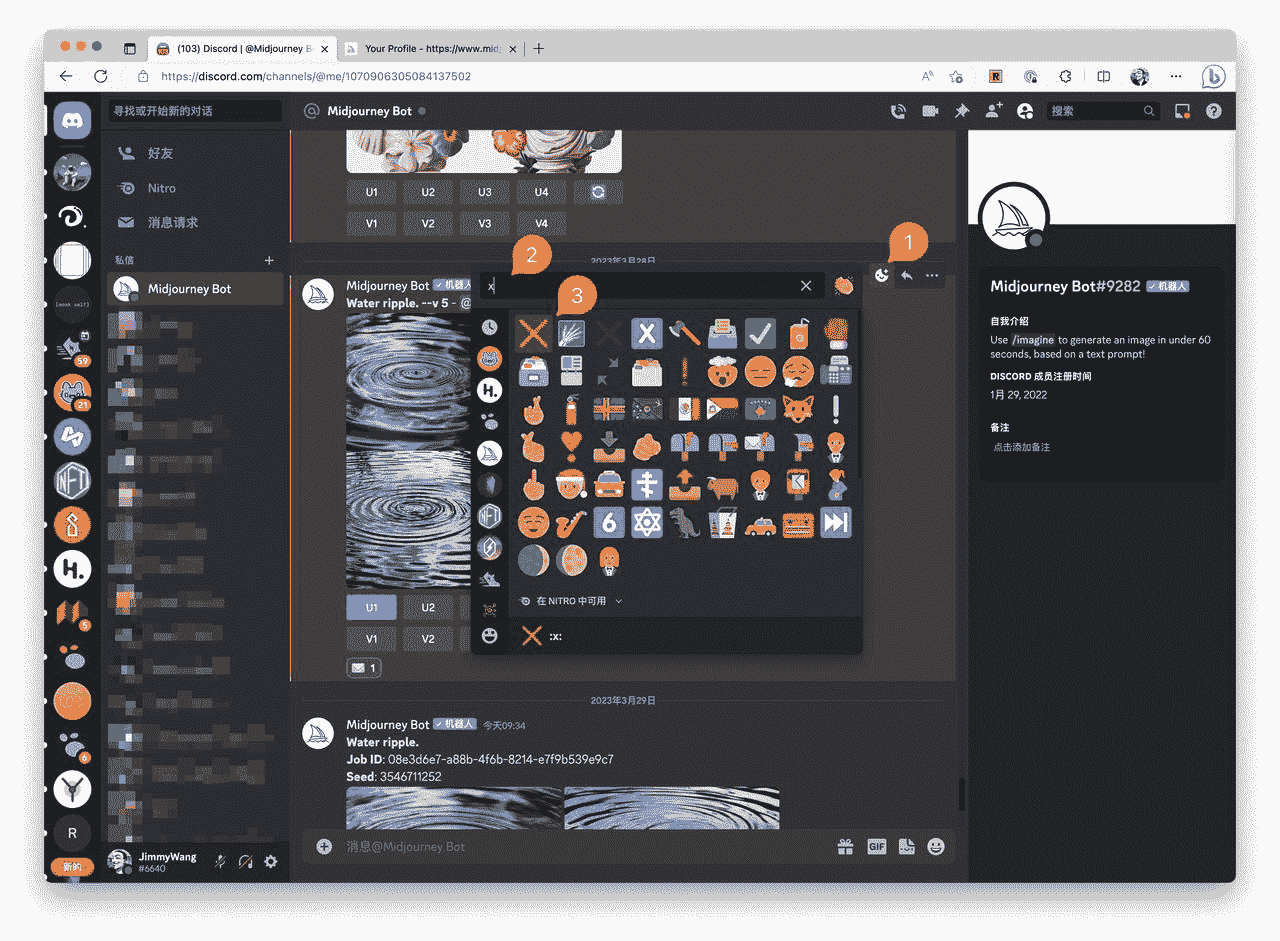 (103) Discord | @Midjourney B
Your Profile - https://www.mid
https://discord.com/channels/@me/1070906305084137502
寻找或开始新的对话
Midjourney Bot
搜索
好友
Nitro
消息请求
私信
Midjourney Bot
U1 U2 U3 U4
V1 V2 V3 V4
2023年3月28日
1
2
3
Midjourney Bot 机器人
Water ripple. --v 5 - @
x
U1 U2
V1 V2
1
在 NITRO 中可用
:x:
2023年3月29日
Midjourney Bot 机器人 今天09:34
Water ripple.
Job ID: 08e3d6e7-a88b-4f6b-8214-e7f9b539e9c7
Seed: 3546711252
消息@Midjourney Bot
GIF
Midjourney Bot#9282 机器人
自我介绍
Use /imagine to generate an image in under 60
seconds, based on a text prompt!
DISCORD 成员注册时间
1月 29, 2022
备注
点击添加备注
59
21
NFT
H.
5
6
R
新的
JimmyWang
#6640